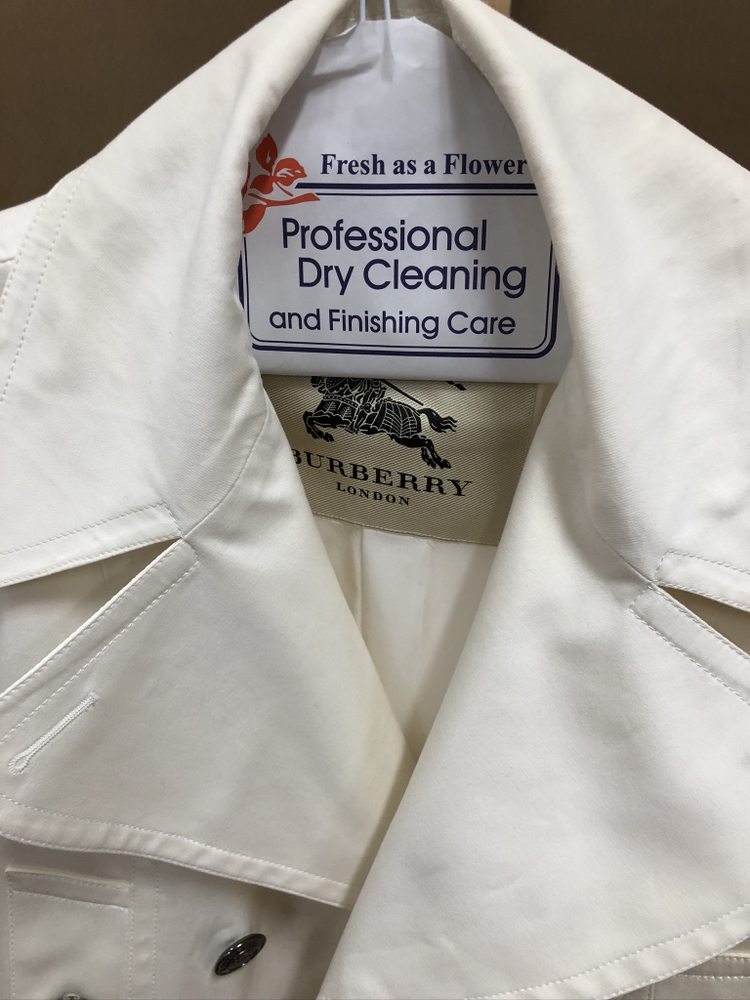 Fresh as a Flower
Professional
Dry Cleaning
and Finishing Care
BURBERRY
LONDON